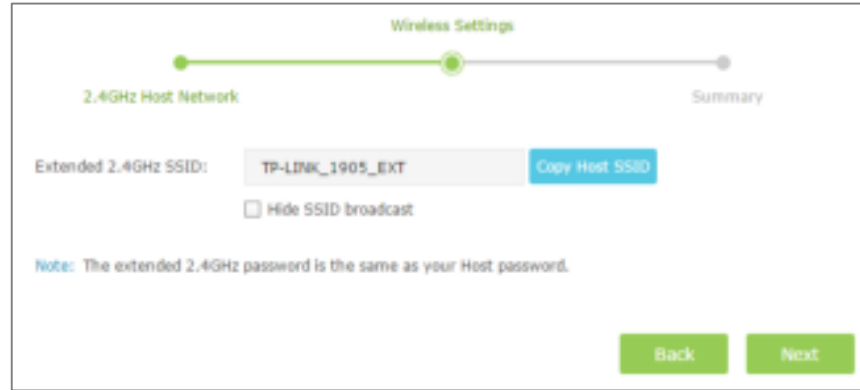 Wireless Settings
2.4GHz Host Network
Summary
Extended 2.4GHz SSID:
TP-LINK_1905_EXT
Copy Host SSID
Hide SSID broadcast
Note: The extended 2.4GHz password is the same as your Host password.
Back
Next